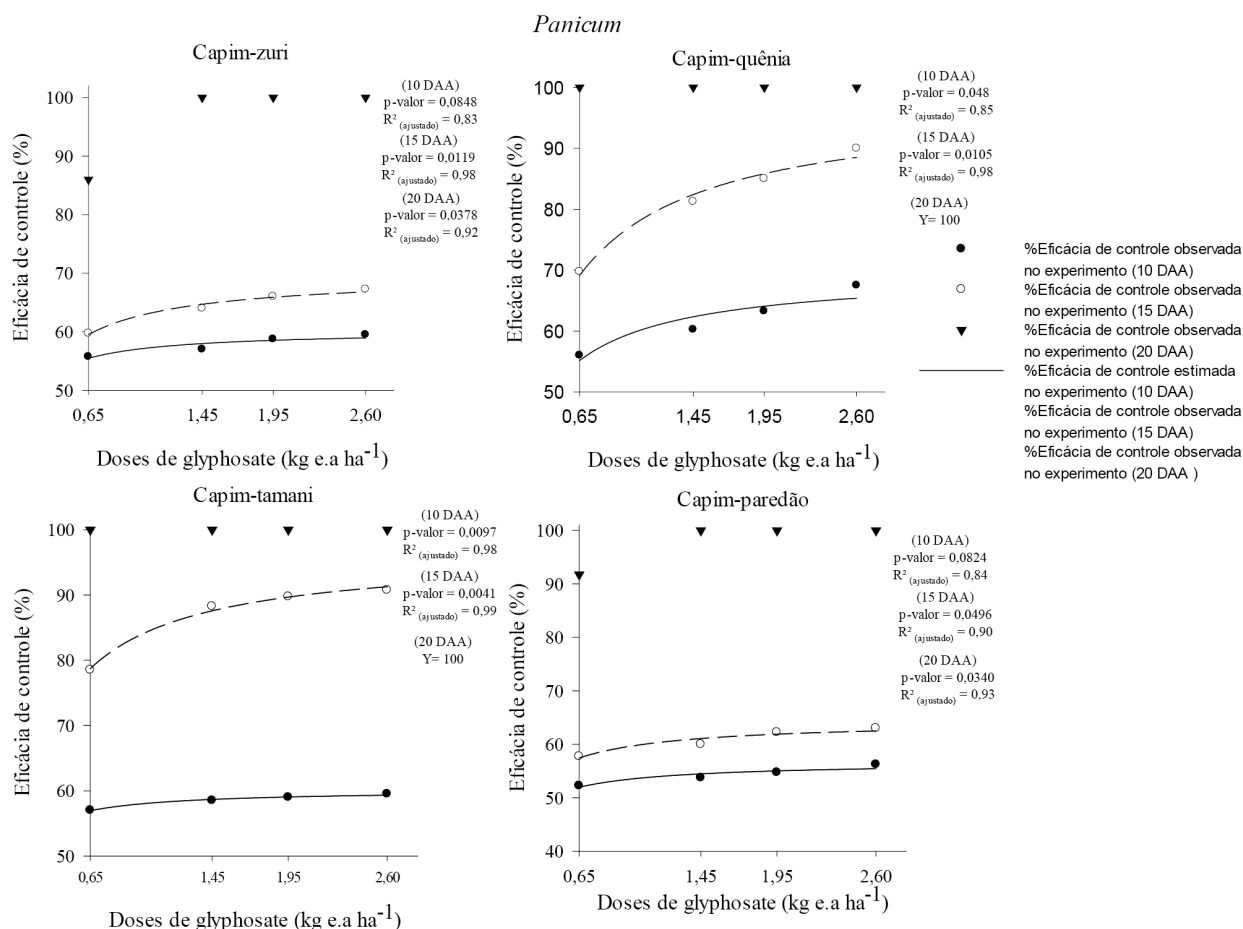 Panicum
Capim-zuri
Eficácia de controle (%)
100
90
80
70
60
50
0,65
1,45
1,95
2,60
Doses de glyphosate (kg e.a ha-1)
(10 DAA)
p-valor = 0,0848
R² (ajustado) = 0,83
(15 DAA)
p-valor = 0,0119
R² (ajustado) = 0,98
(20 DAA)
p-valor = 0,0378
R² (ajustado) = 0,92
Capim-quênia
Eficácia de controle (%)
100
90
80
70
60
50
0,65
1,45
1,95
2,60
Doses de glyphosate (kg e.a ha-1)
(10 DAA)
p-valor = 0,048
R² (ajustado) = 0,85
(15 DAA)
p-valor = 0,0105
R² (ajustado) = 0,98
(20 DAA)
Y= 100
%Eficácia de controle observada
no experimento (10 DAA)
%Eficácia de controle observada
no experimento (15 DAA)
%Eficácia de controle observada
no experimento (20 DAA)
%Eficácia de controle estimada
no experimento (10 DAA)
%Eficácia de controle observada
no experimento (15 DAA)
%Eficácia de controle observada
no experimento (20 DAA )
Capim-tamani
Eficácia de controle (%)
100
90
80
70
60
50
0,65
1,45
1,95
2,60
Doses de glyphosate (kg e.a ha-1)
(10 DAA)
p-valor = 0,0097
R² (ajustado) = 0,98
(15 DAA)
p-valor = 0,0041
R² (ajustado) = 0,99
(20 DAA)
Y= 100
Capim-paredão
Eficácia de controle (%)
100
90
80
70
60
50
40
0,65
1,45
1,95
2,60
Doses de glyphosate (kg e.a ha-1)
(10 DAA)
p-valor = 0,0824
R² (ajustado) = 0,84
(15 DAA)
p-valor = 0,0496
R² (ajustado) = 0,90
(20 DAA)
p-valor = 0,0340
R² (ajustado) = 0,93